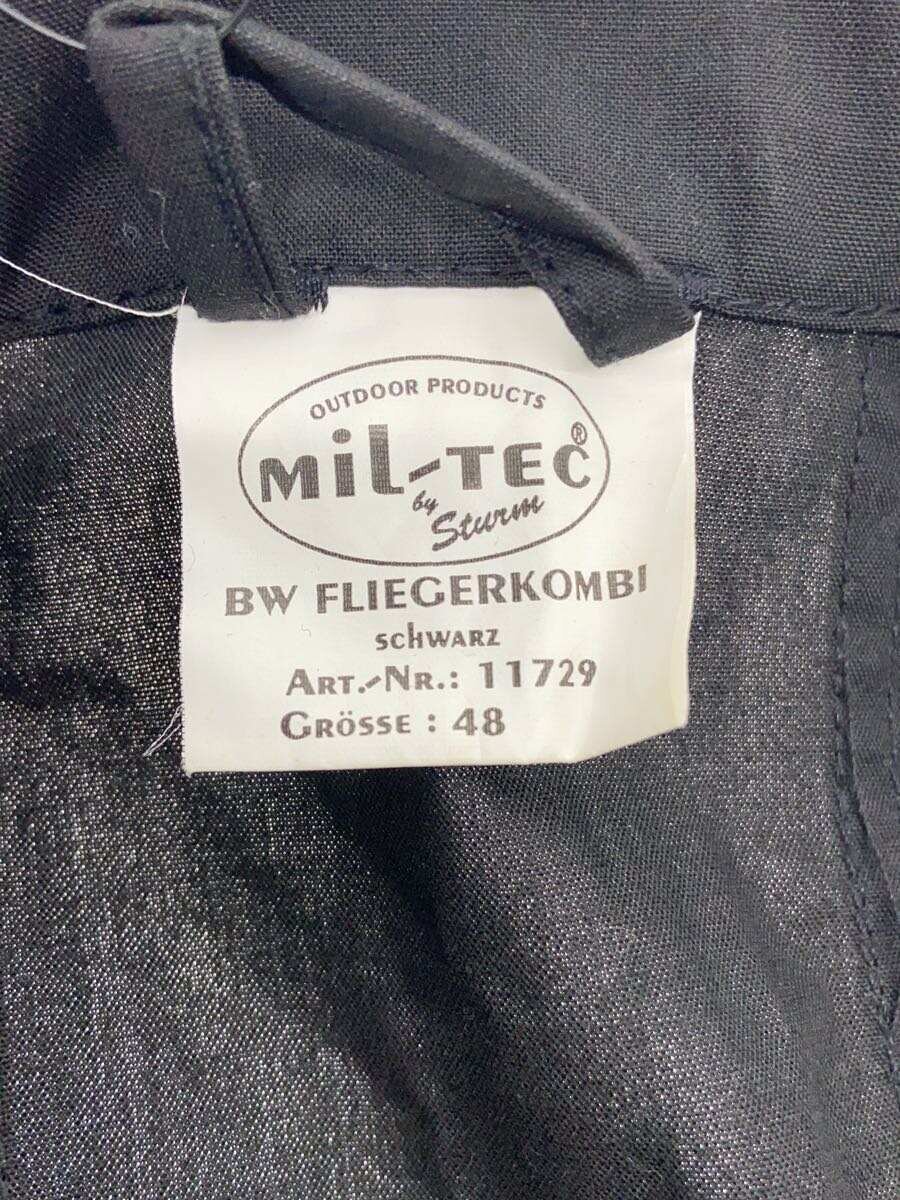 OUTDOOR PRODUCTS
MiL-TEC®
by Sturm
BW FLIEGERKOMBI
SCHWARZ
ART.-NR.: 11729
GRÖSSE : 48